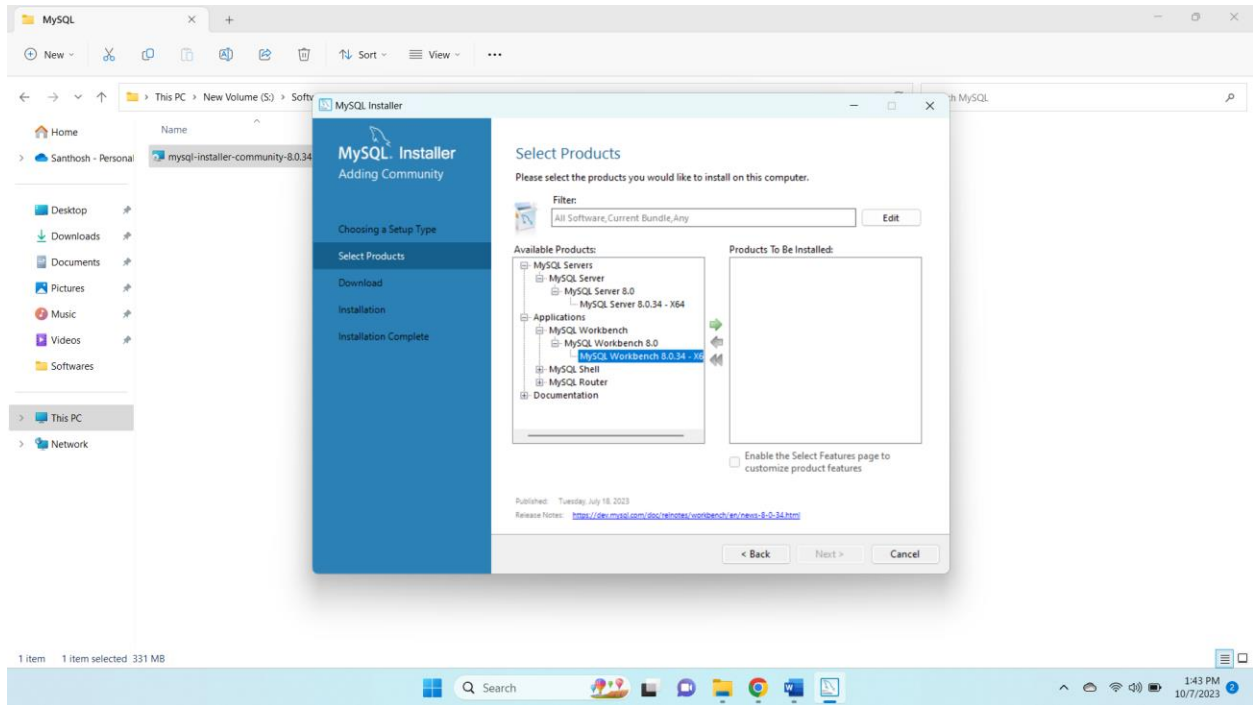 MySQL
New
Sort
View
This PC > New Volume (S:) > Softw
h MySQL
Home
Santhosh - Personal
Desktop
Downloads
Documents
Pictures
Music
Videos
Softwares
This PC
Network
Name
mysql-installer-community-8.0.34
MySQL Installer
MySQL. Installer
Adding Community
Choosing a Setup Type
Select Products
Download
Installation
Installation Complete
Select Products
Please select the products you would like to install on this computer.
Filter:
All Software,Current Bundle,Any
Edit
Available Products:
MySQL Servers
MySQL Server
MySQL Server 8.0
MySQL Server 8.0.34 - X64
Applications
MySQL Workbench
MySQL Workbench 8.0
MySQL Workbench 8.0.34 - X6
MySQL Shell
MySQL Router
Documentation
Products To Be Installed:
Enable the Select Features page to
customize product features
Published: Tuesday, July 18, 2023
Release Notes: https://dev.mysql.com/doc/relnotes/workbench/en/news-8-0-34.html
< Back
Next >
Cancel
1 item
1 item selected 331 MB
Search
1:43 PM
10/7/2023
2